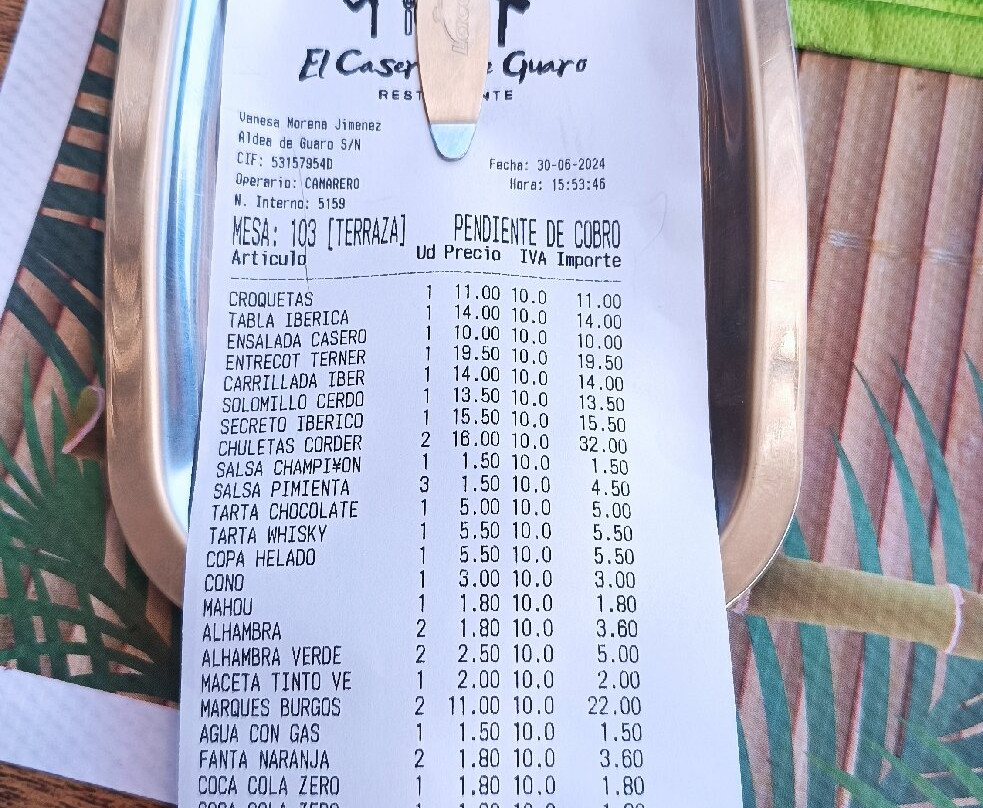 El Guaro
Vanesa Morena Jimenez
Aldea de Guaro S/N
CIF: 53157954D Fecha: 30-06-2024
Operario: CAMARERO Hora: 15:53:46
N. Interno: 5159
MESA: 103 [TERRAZA] PENDIENTE DE COBRO
Articulo Ud Precio IVA Importe
CROQUETAS 1 11.00 10.0 11.00
TABLA IBERICA 1 14.00 10.0 14.00
ENSALADA CASERO 1 10.00 10.0 10.00
ENTRECOT TERNER 1 19.50 10.0 19.50
CARRILLADA IBER 1 14.00 10.0 14.00
SOLOMILLO CERDO 1 13.50 10.0 13.50
SECRETO IBERICO 1 15.50 10.0 15.50
CHULETAS CORDER 2 16.00 10.0 32.00
SALSA CHAMPI¥ON 1 1.50 10.0 1.50
SALSA PIMIENTA 3 1.50 10.0 4.50
TARTA CHOCOLATE 1 5.00 10.0 5.00
TARTA WHISKY 1 5.50 10.0 5.50
COPA HELADO 1 5.50 10.0 5.50
CONO 1 3.00 10.0 3.00
MAHOU 1 1.80 10.0 1.80
ALHAMBRA 2 1.80 10.0 3.60
ALHAMBRA VERDE 2 2.50 10.0 5.00
MACETA TINTO VE 1 2.00 10.0 2.00
MARQUES BURGOS 2 11.00 10.0 22.00
AGUA CON GAS 1 1.50 10.0 1.50
FANTA NARANJA 2 1.80 10.0 3.60
COCA COLA ZERO 1 1.80 10.0 1.80